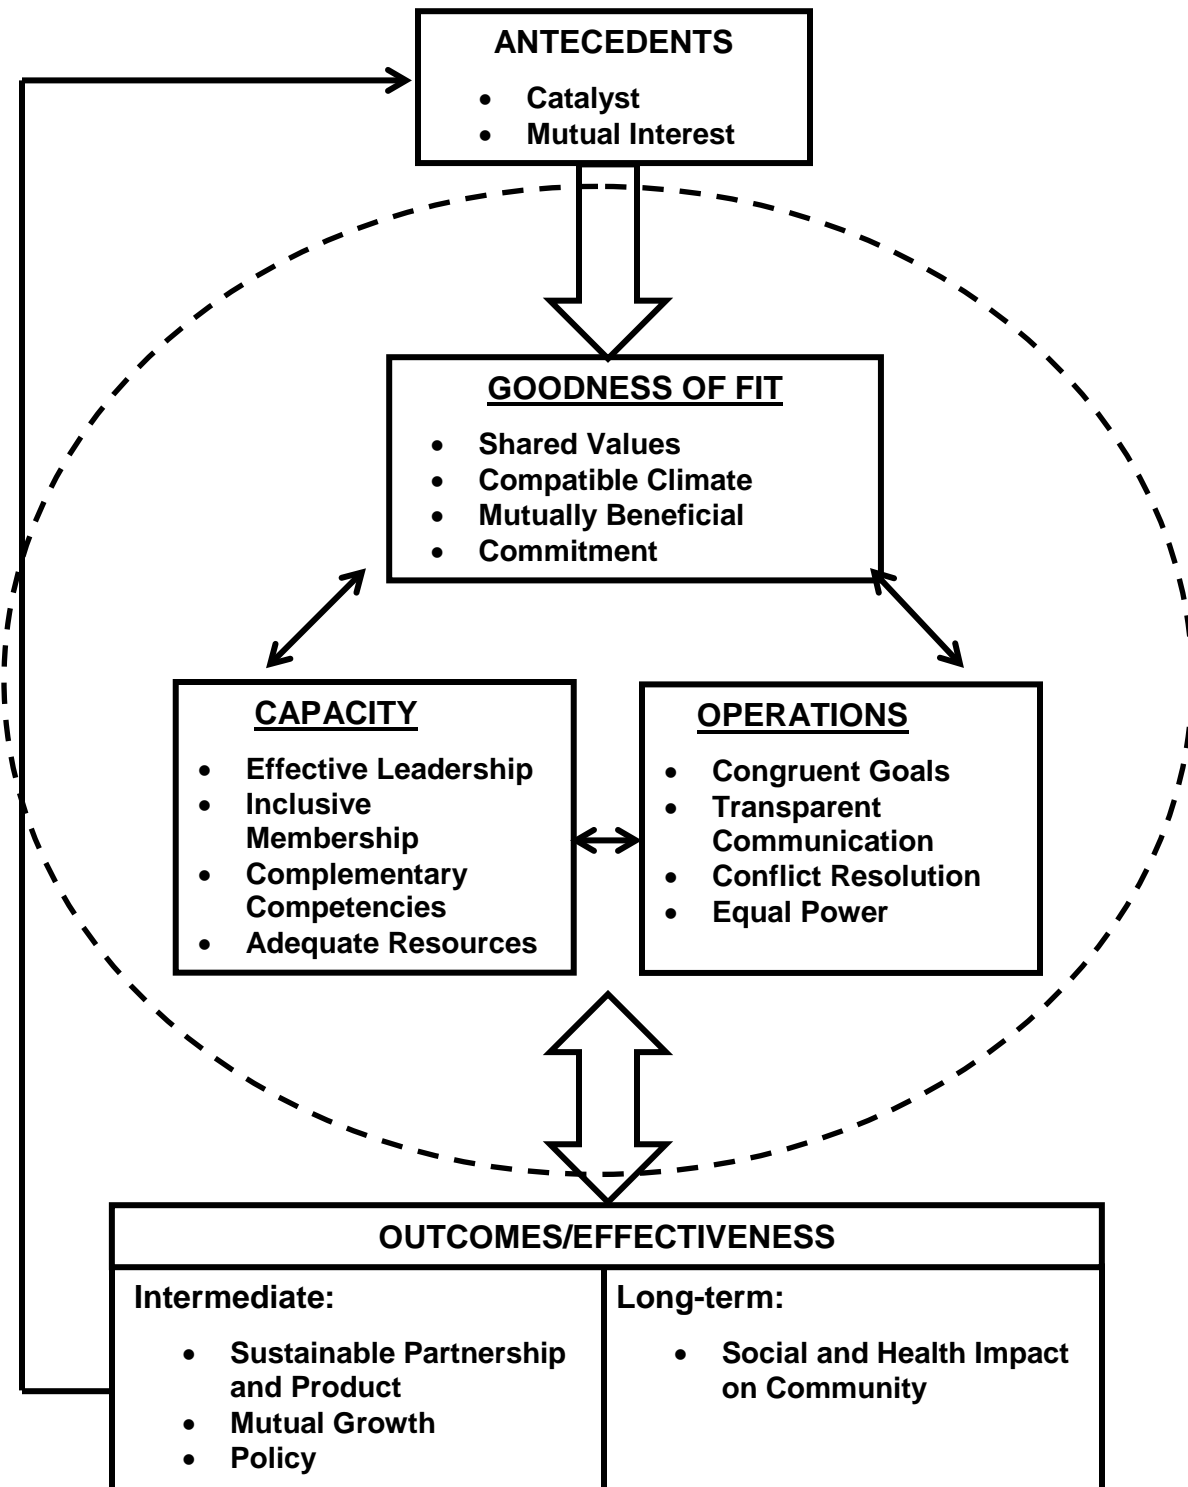 ANTECEDENTS
• Catalyst
• Mutual Interest
GOODNESS OF FIT
• Shared Values
• Compatible Climate
• Mutually Beneficial
• Commitment
CAPACITY
• Effective Leadership
• Inclusive
Membership
• Complementary
Competencies
• Adequate Resources
OPERATIONS
• Congruent Goals
• Transparent
Communication
• Conflict Resolution
• Equal Power
OUTCOMES/EFFECTIVENESS
Intermediate:
• Sustainable Partnership
and Product
• Mutual Growth
• Policy
Long-term:
• Social and Health Impact
on Community